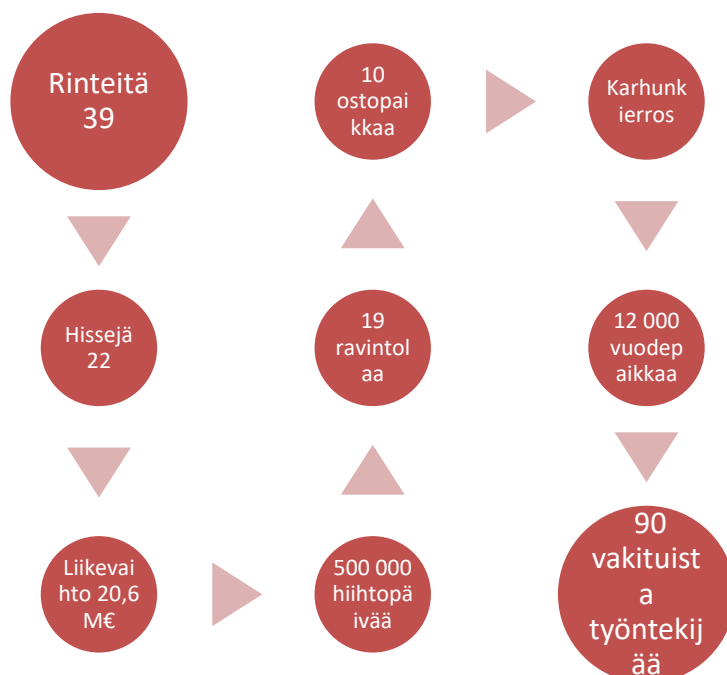 Rinteitä
39
Hissejä
22
Liikevai
hto 20,6
M€
500 000
hiihtopä
ivää
19
ravintol
aa
10
ostopai
kkaa
Karhunk
ierros
12 000
vuodep
aikkaa
90
vakituist
a
työntekij
ää